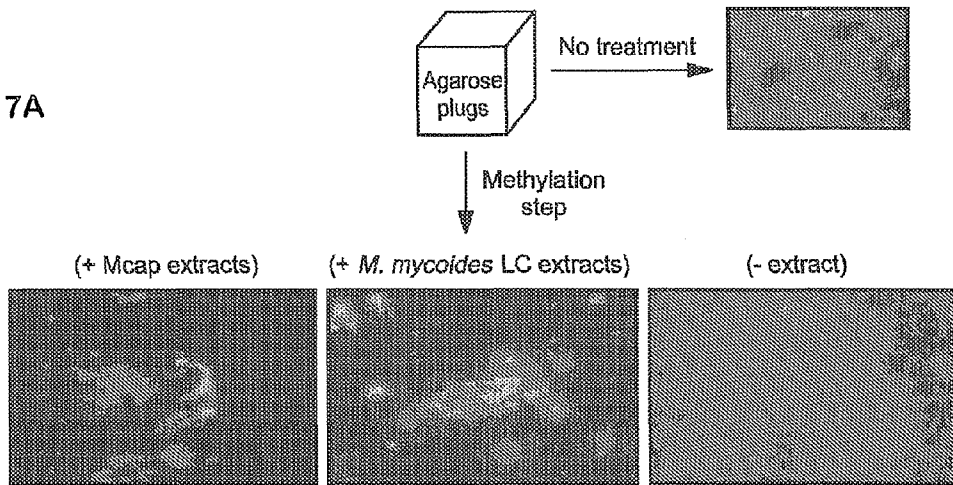 7A
Agarose
plugs
No treatment
Methylation
step
(+ Mcap extracts)
(+ M. mycoides LC extracts)
(- extract)